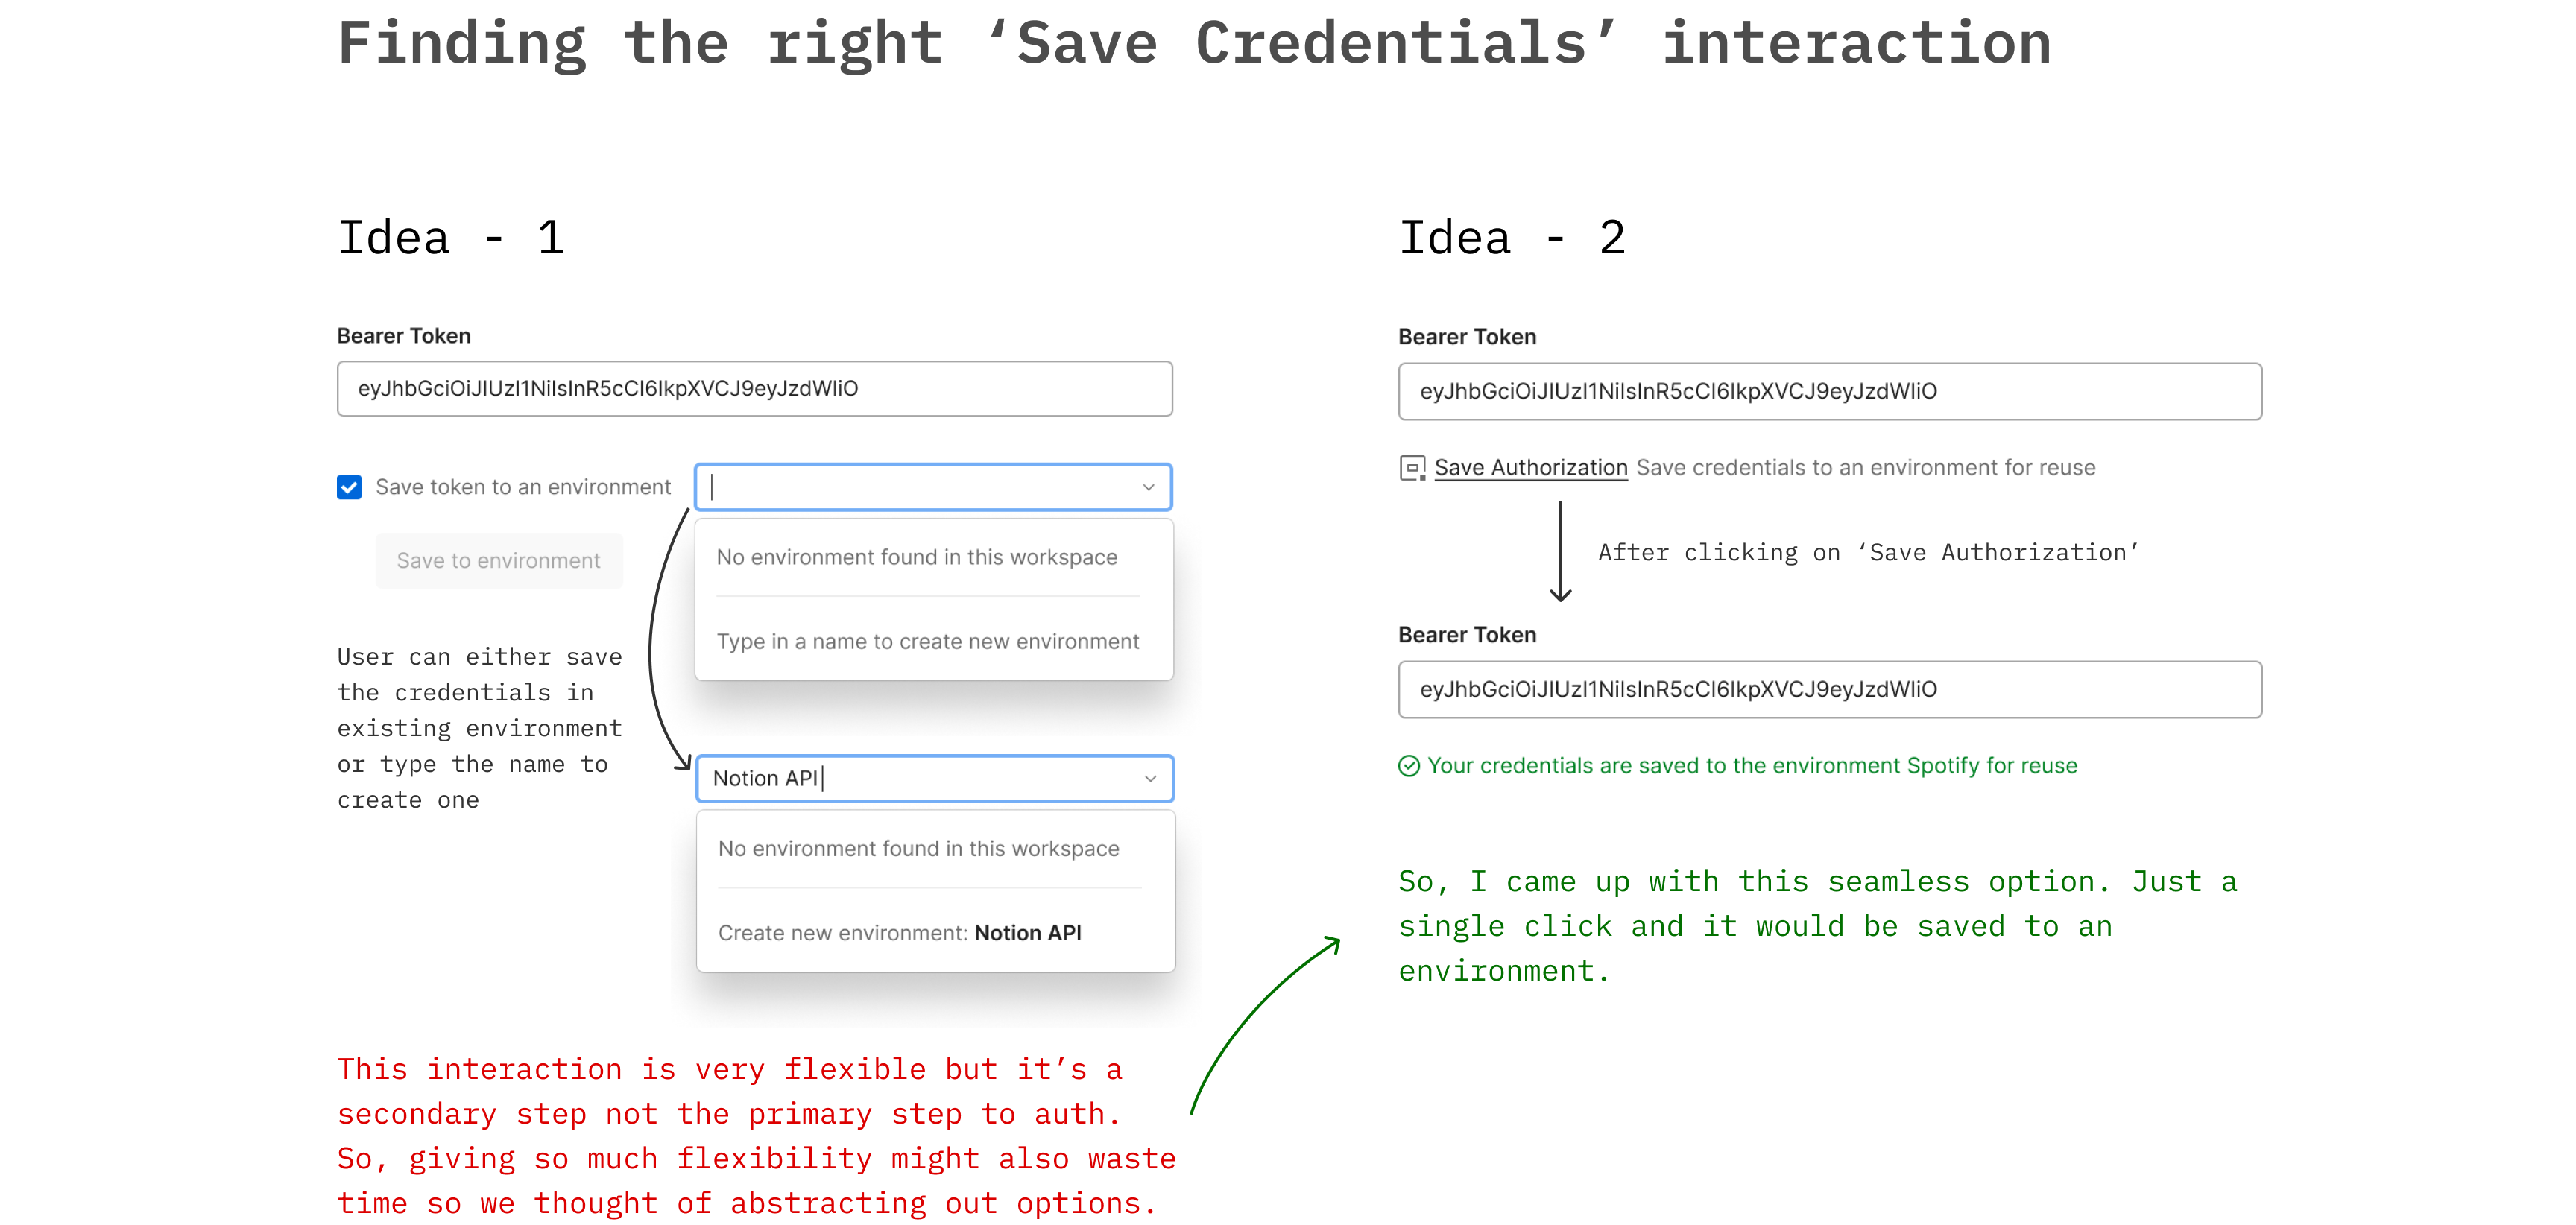 Finding the right ‘Save Credentials’ interaction
Idea - 1
Bearer Token
eyJhbGciOiJIUzI1NiIsInR5cCI6IkpXVCJ9eyJzdWIiO
Save token to an environment
Save to environment
No environment found in this workspace
Type in a name to create new environment
User can either save
the credentials in
existing environment
or type the name to
create one
Notion API
No environment found in this workspace
Create new environment: Notion API
This interaction is very flexible but it’s a
secondary step not the primary step to auth.
So, giving so much flexibility might also waste
time so we thought of abstracting out options.
Idea - 2
Bearer Token
eyJhbGciOiJIUzI1NiIsInR5cCI6IkpXVCJ9eyJzdWIiO
Save Authorization Save credentials to an environment for reuse
After clicking on ‘Save Authorization’
Bearer Token
eyJhbGciOiJIUzI1NiIsInR5cCI6IkpXVCJ9eyJzdWIiO
Your credentials are saved to the environment Spotify for reuse
So, I came up with this seamless option. Just a
single click and it would be saved to an
environment.